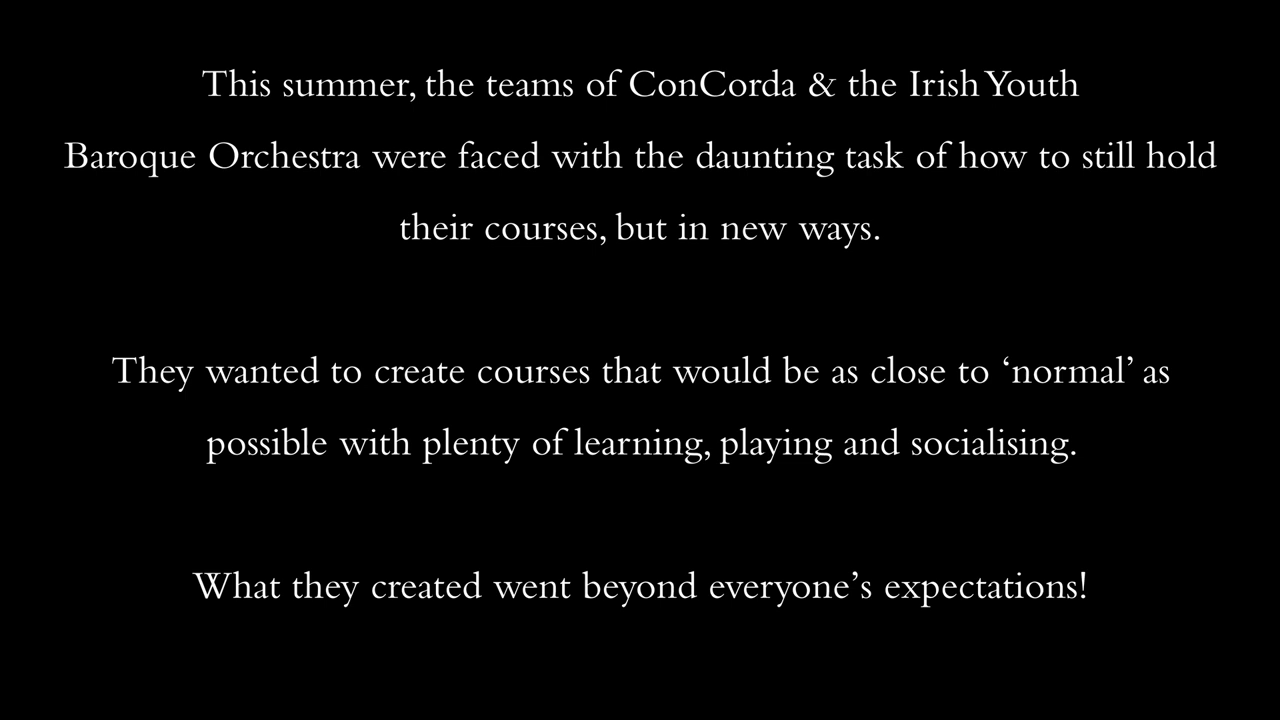 This summer, the teams of ConCorda & the Irish Youth
Baroque Orchestra were faced with the daunting task of how to still hold
their courses, but in new ways.
They wanted to create courses that would be as close to ‘normal’ as
possible with plenty of learning, playing and socialising.
What they created went beyond everyone’s expectations!